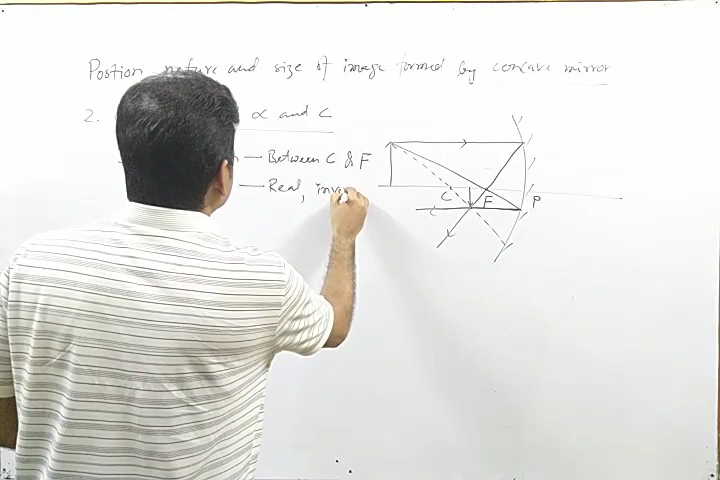 Postion nature and size of image formed by concave mirror
2. ∝ and C
— Between C & F
— Real, inve
C F P